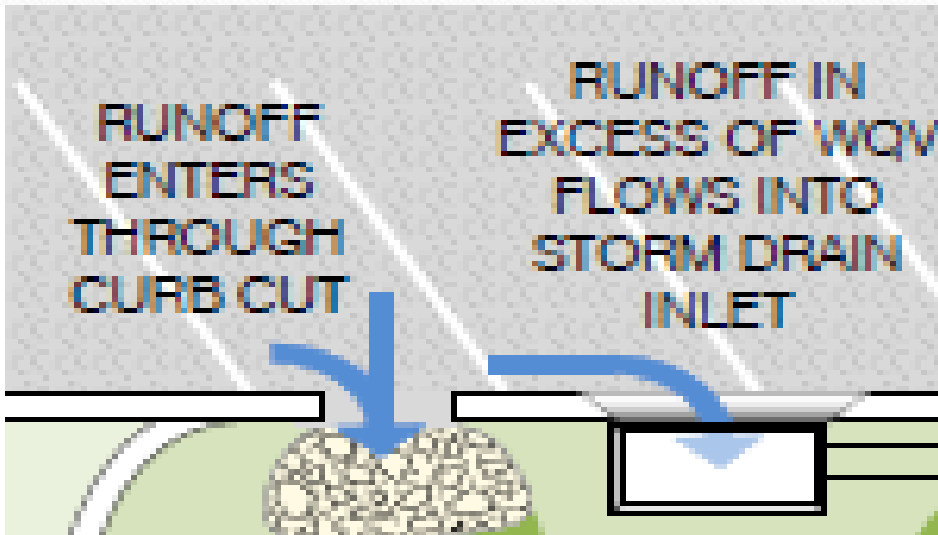 RUNOFF
ENTERS
THROUGH
CURB CUT
RUNOFF IN
EXCESS OF WQV
FLOWS INTO
STORM DRAIN
INLET